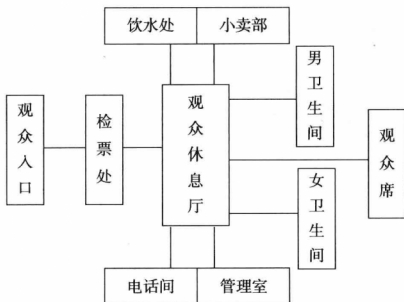 饮水处
小卖部
男卫生间
观众入口
检票处
观众休息厅
观众席
女卫生间
电话间
管理室